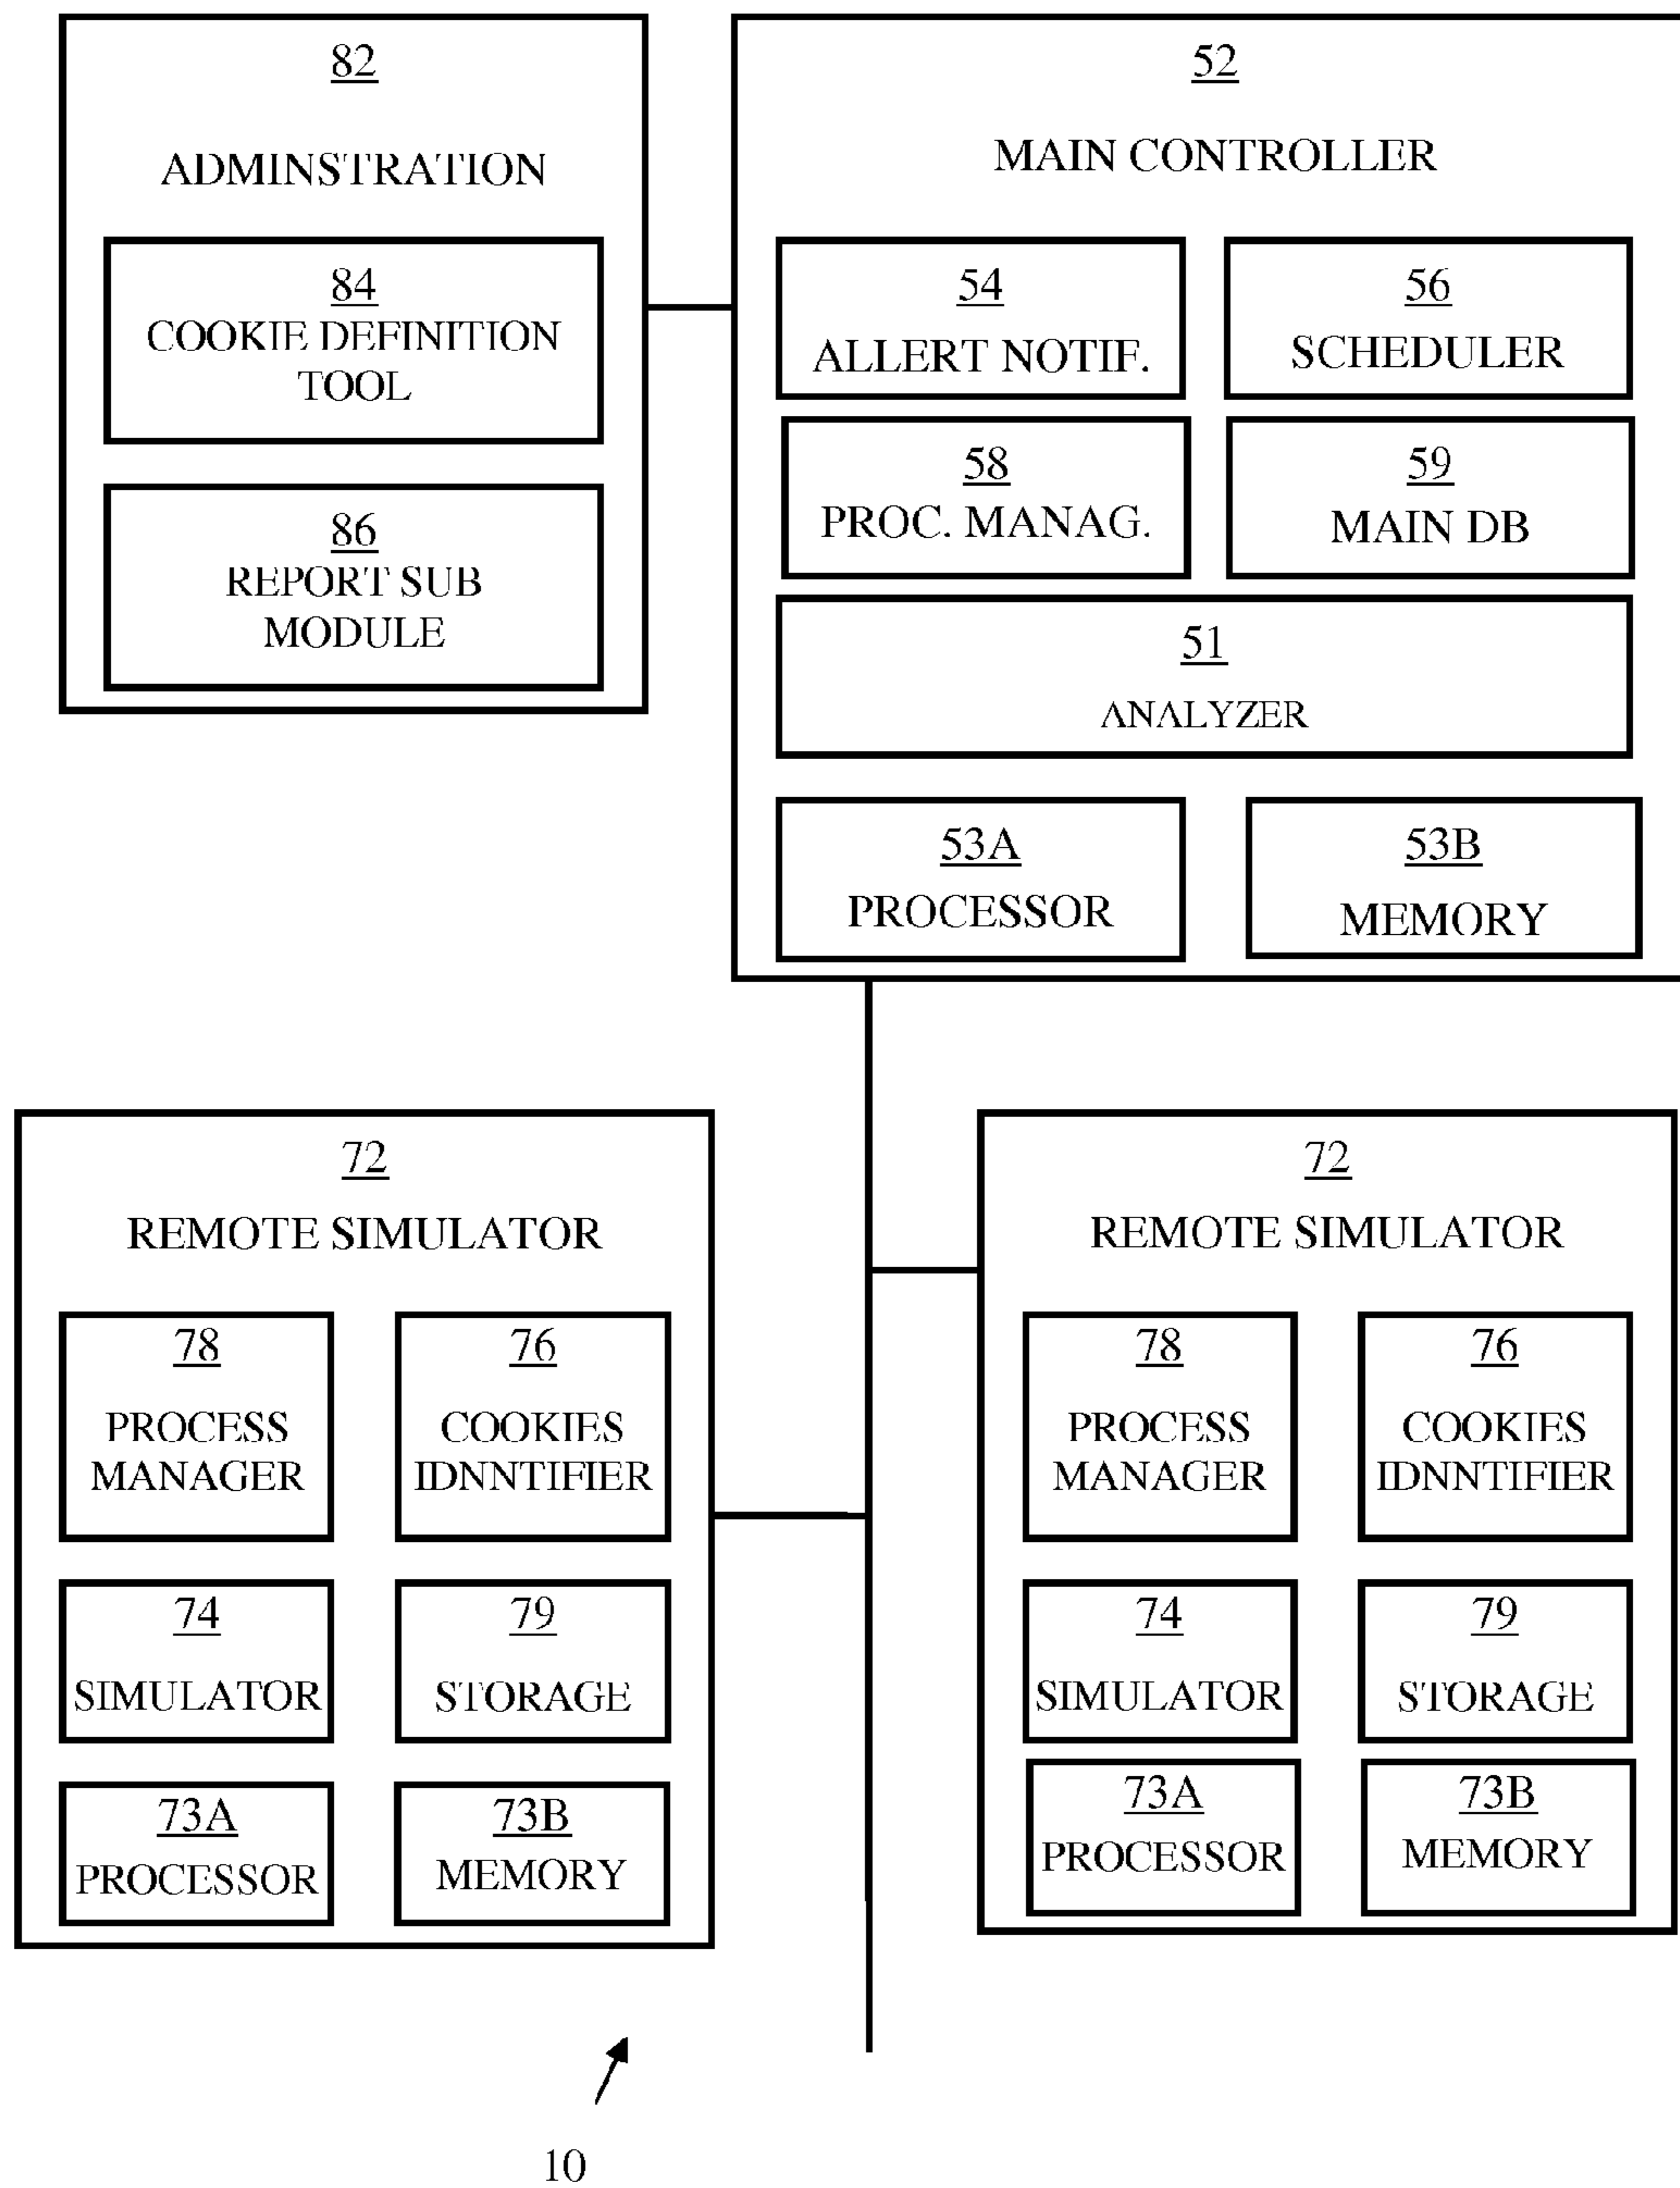 82
ADMINSTRATION
84
COOKIE DEFINITION
TOOL
86
REPORT SUB
MODULE
52
MAIN CONTROLLER
54
ALLERT NOTIF.
56
SCHEDULER
58
PROC. MANAG.
59
MAIN DB
51
ANALYZER
53A
PROCESSOR
53B
MEMORY
72
REMOTE SIMULATOR
78
PROCESS
MANAGER
76
COOKIES
IDNNTIFIER
74
SIMULATOR
79
STORAGE
73A
PROCESSOR
73B
MEMORY
72
REMOTE SIMULATOR
78
PROCESS
MANAGER
76
COOKIES
IDNNTIFIER
74
SIMULATOR
79
STORAGE
73A
PROCESSOR
73B
MEMORY
10